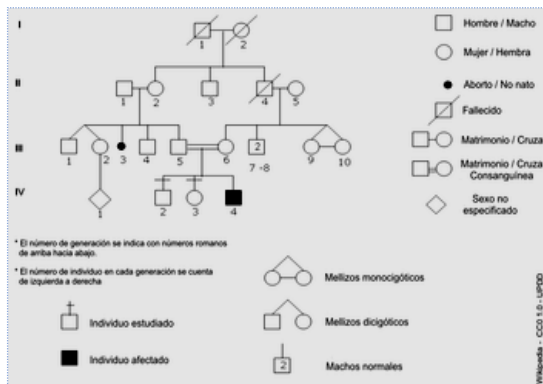 I
1 2
Hombre / Macho
Mujer / Hembra
II
1 2 3 4 5
Aborto / No nato
Fallecido
III
1 2 3 4 5 6 2 9 10
7 -8
Matrimonio / Cruza
Matrimonio / Cruza
Consanguínea
IV
1 2 3 4
Sexo no
especificado
* El número de generación se indica con números romanos
de arriba hacia abajo.
* El número de individuo en cada generación se cuenta
de izquierda a derecha
Mellizos monocigóticos
Individuo estudiado
Mellizos dicigóticos
Individuo afectado
2 Machos normales
Wikipedia - CC0 1.0 - UPDD